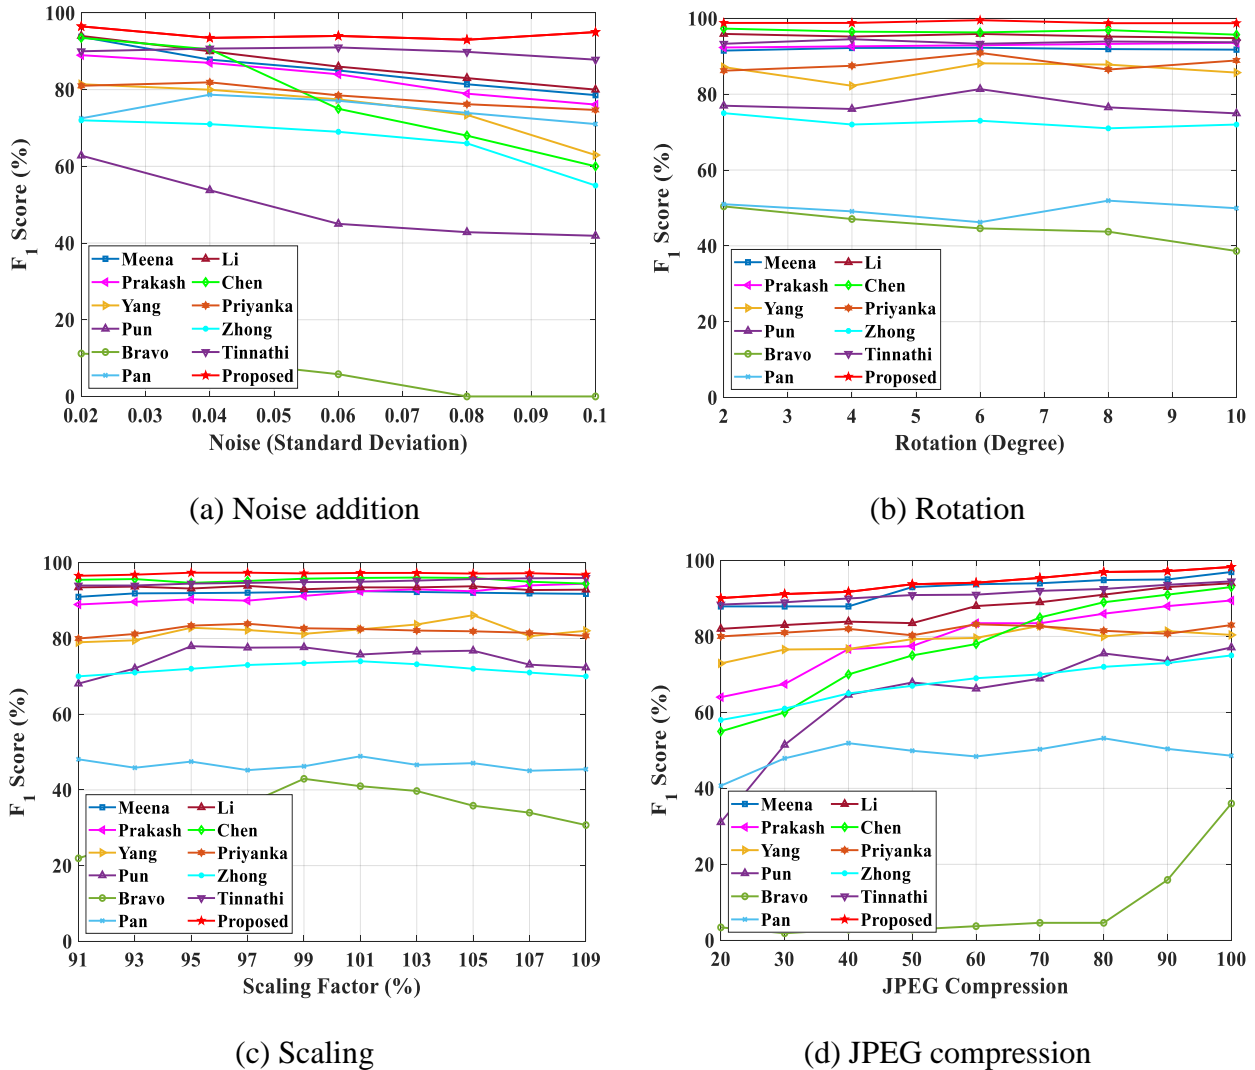 100
80
60
40
20
0
F1 Score (%)
Meena Li
Prakash Chen
Yang Priyanka
Pun Zhong
Bravo Tinnathi
Pan Proposed
0.02 0.03 0.04 0.05 0.06 0.07 0.08 0.09 0.1
Noise (Standard Deviation)
(a) Noise addition
100
80
60
40
20
0
F1 Score (%)
Meena Li
Prakash Chen
Yang Priyanka
Pun Zhong
Bravo Tinnathi
Pan Proposed
2 3 4 5 6 7 8 9 10
Rotation (Degree)
(b) Rotation
100
80
60
40
20
0
F1 Score (%)
Meena Li
Prakash Chen
Yang Priyanka
Pun Zhong
Bravo Tinnathi
Pan Proposed
91 93 95 97 99 101 103 105 107 109
Scaling Factor (%)
(c) Scaling
100
80
60
40
20
0
F1 Score (%)
Meena Li
Prakash Chen
Yang Priyanka
Pun Zhong
Bravo Tinnathi
Pan Proposed
20 30 40 50 60 70 80 90 100
JPEG Compression
(d) JPEG compression